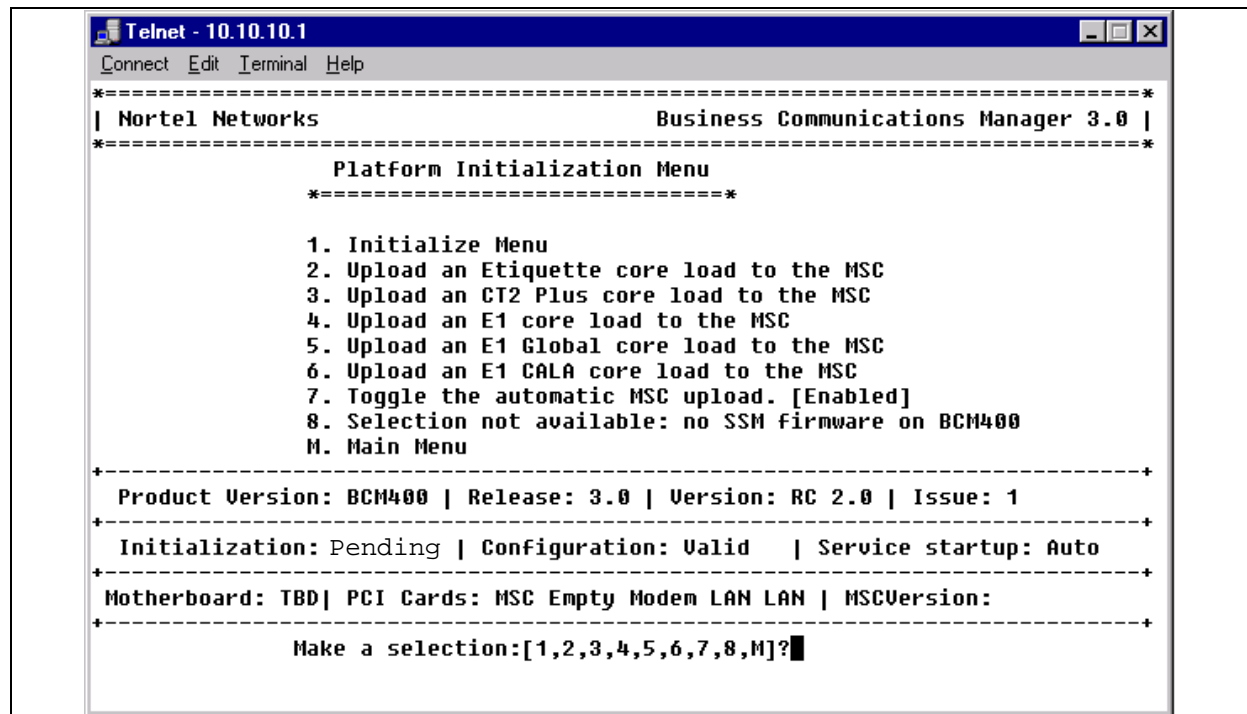 Telnet - 10.10.10.1
Connect Edit Terminal Help
*=============================================================================*
| Nortel Networks Business Communications Manager 3.0 |
*=============================================================================*
Platform Initialization Menu
*==============================*
1. Initialize Menu
2. Upload an Etiquette core load to the MSC
3. Upload an CT2 Plus core load to the MSC
4. Upload an E1 core load to the MSC
5. Upload an E1 Global core load to the MSC
6. Upload an E1 CALA core load to the MSC
7. Toggle the automatic MSC upload. [Enabled]
8. Selection not available: no SSM firmware on BCM400
M. Main Menu
+-----------------------------------------------------------------------------+
Product Version: BCM400 | Release: 3.0 | Version: RC 2.0 | Issue: 1
+-----------------------------------------------------------------------------+
Initialization: Pending | Configuration: Valid | Service startup: Auto
+-----------------------------------------------------------------------------+
Motherboard: TBD| PCI Cards: MSC Empty Modem LAN LAN | MSCVersion:
+-----------------------------------------------------------------------------+
Make a selection:[1,2,3,4,5,6,7,8,M]?